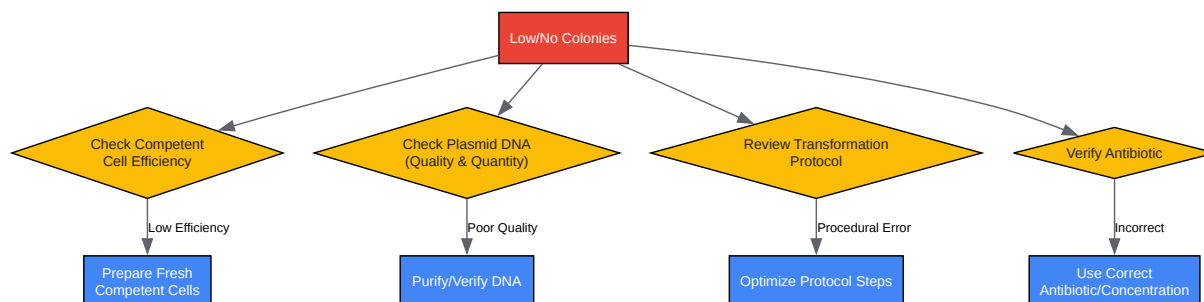 Low/No Colonies
Check Competent
Cell Efficiency
Check Plasmid DNA
(Quality & Quantity)
Review Transformation
Protocol
Verify Antibiotic
Low Efficiency
Poor Quality
Procedural Error
Incorrect
Prepare Fresh
Competent Cells
Purify/Verify DNA
Optimize Protocol Steps
Use Correct
Antibiotic/Concentration